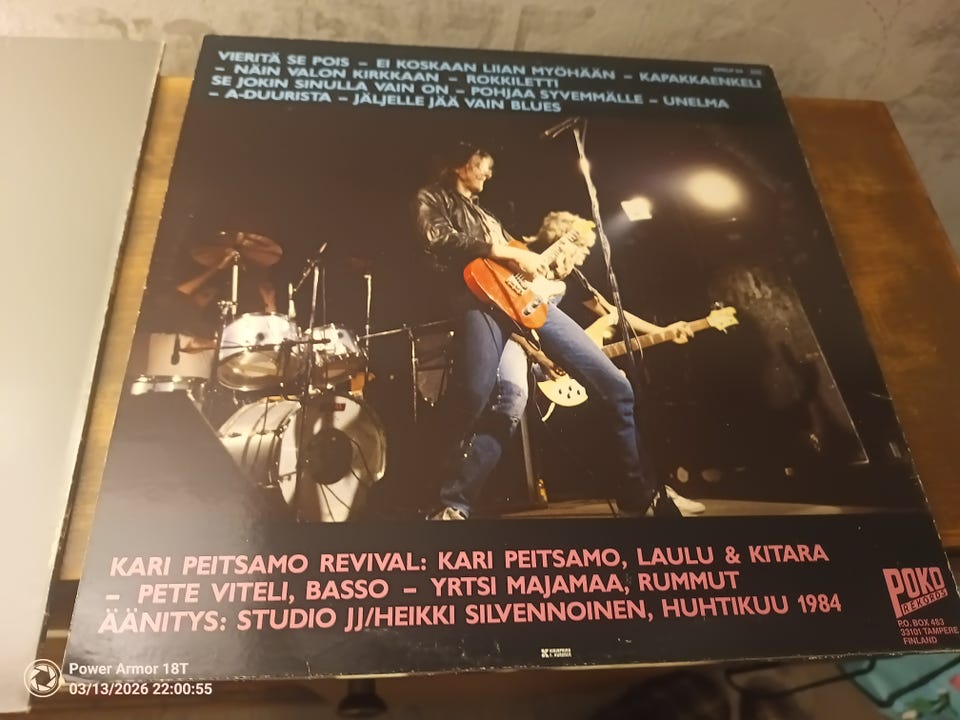 VIERITÄ SE POIS – EI KOSKAAN LIIAN MYÖHÄÄN – KAPAKKAENKELI
– NÄIN VALON KIRKKAAN – ROKKILETTI
SE JOKIN SINULLA VAIN ON – POHJAA SYVEMMÄLLE – UNELMA
– A-DUURISTA – JÄLJELLE JÄÄ VAIN BLUES
KARI PEITSAMO REVIVAL: KARI PEITSAMO, LAULU & KITARA
– PETE VITELI, BASSO – YRTSI MAJAMAA, RUMMUT
ÄÄNITYS: STUDIO JJ/HEIKKI SILVENNOINEN, HUHTIKUU 1984
POKO
RECORDS
P.O. BOX 483
33101 TAMPERE
FINLAND
Power Armor 18T
03/13/2026 22:00:55